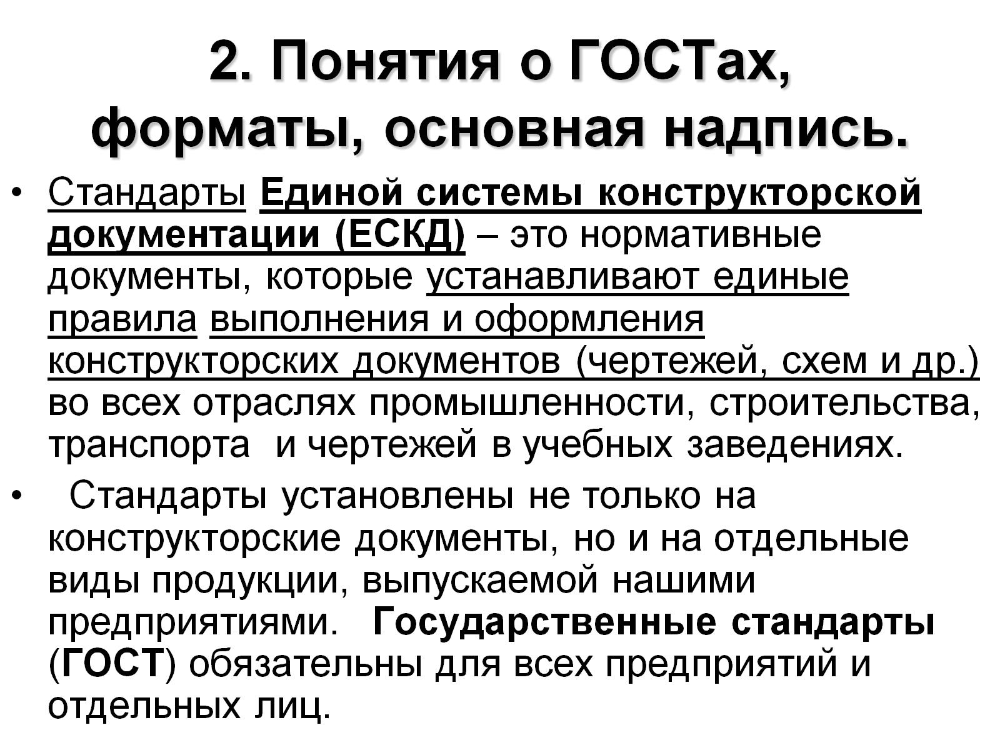 2. Понятия о ГОСТах,
форматы, основная надпись.
• Стандарты Единой системы конструкторской
документации (ЕСКД) – это нормативные
документы, которые устанавливают единые
правила выполнения и оформления
конструкторских документов (чертежей, схем и др.)
во всех отраслях промышленности, строительства,
транспорта и чертежей в учебных заведениях.
• Стандарты установлены не только на
конструкторские документы, но и на отдельные
виды продукции, выпускаемой нашими
предприятиями. Государственные стандарты
(ГОСТ) обязательны для всех предприятий и
отдельных лиц.